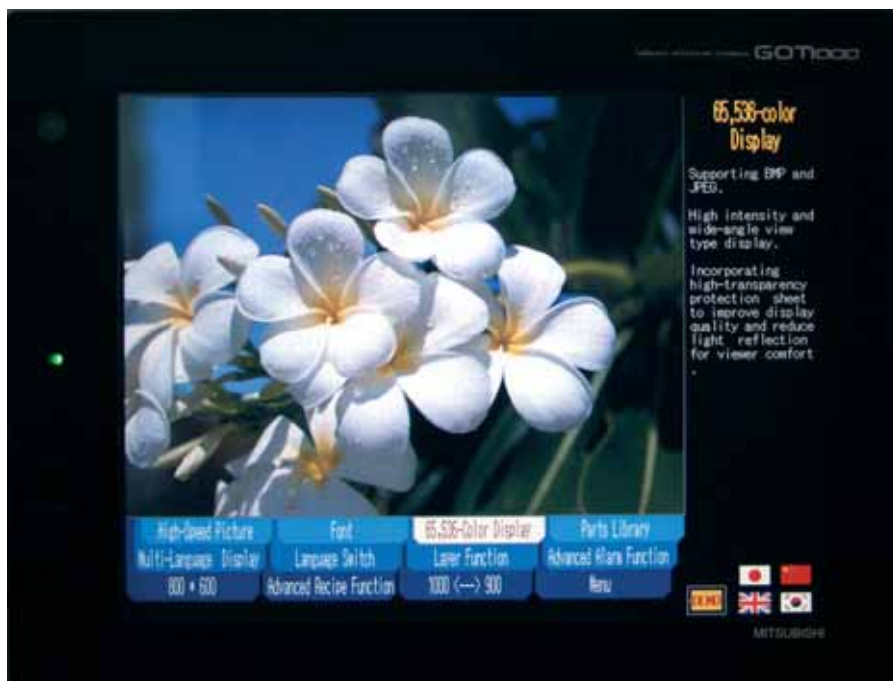 GOT1000
65,536-color
Display
Supporting BMP and
JPEG.
High intensity and
wide-angle view
type display.
Incorporating
high-transparency
protection sheet
to improve display
quality and reduce
light reflection
for viewer comfort
.
High-Speed Picture
Font
65,536-Color Display
Parts Library
Multi-Language Display
Language Switch
Layer Function
Advanced Alarm Function
800 * 600
Advanced Recipe Function
1000 <---> 900
Menu
DEMO
MITSUBISHI